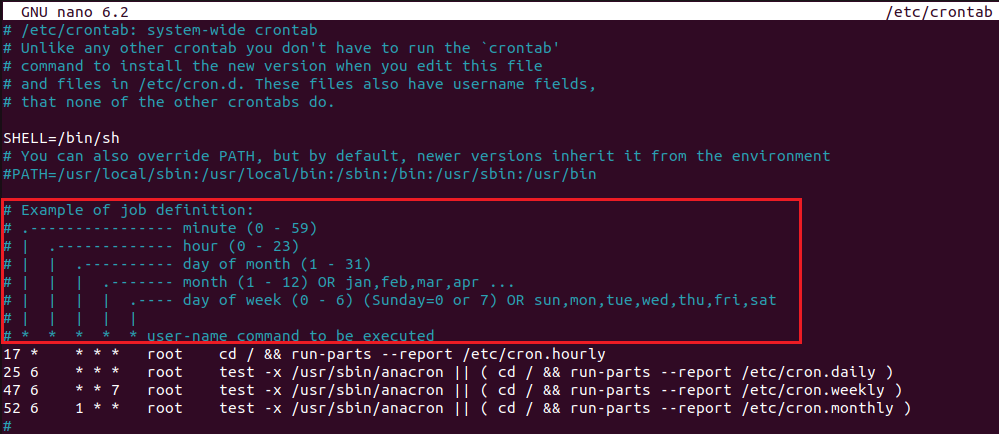 GNU nano 6.2 /etc/crontab
# /etc/crontab: system-wide crontab
# Unlike any other crontab you don't have to run the `crontab'
# command to install the new version when you edit this file
# and files in /etc/cron.d. These files also have username fields,
# that none of the other crontabs do.

SHELL=/bin/sh
# You can also override PATH, but by default, newer versions inherit it from the environment
#PATH=/usr/local/sbin:/usr/local/bin:/sbin:/bin:/usr/sbin:/usr/bin

# Example of job definition:
# .---------------- minute (0 - 59)
# |  .------------- hour (0 - 23)
# |  |  .---------- day of month (1 - 31)
# |  |  |  .------- month (1 - 12) OR jan,feb,mar,apr ...
# |  |  |  |  .---- day of week (0 - 6) (Sunday=0 or 7) OR sun,mon,tue,wed,thu,fri,sat
# |  |  |  |  |
# *  *  *  *  * user-name command to be executed
17 *    * * *   root    cd / && run-parts --report /etc/cron.hourly
25 6    * * *   root    test -x /usr/sbin/anacron || ( cd / && run-parts --report /etc/cron.daily )
47 6    * * 7   root    test -x /usr/sbin/anacron || ( cd / && run-parts --report /etc/cron.weekly )
52 6    1 * *   root    test -x /usr/sbin/anacron || ( cd / && run-parts --report /etc/cron.monthly )
#